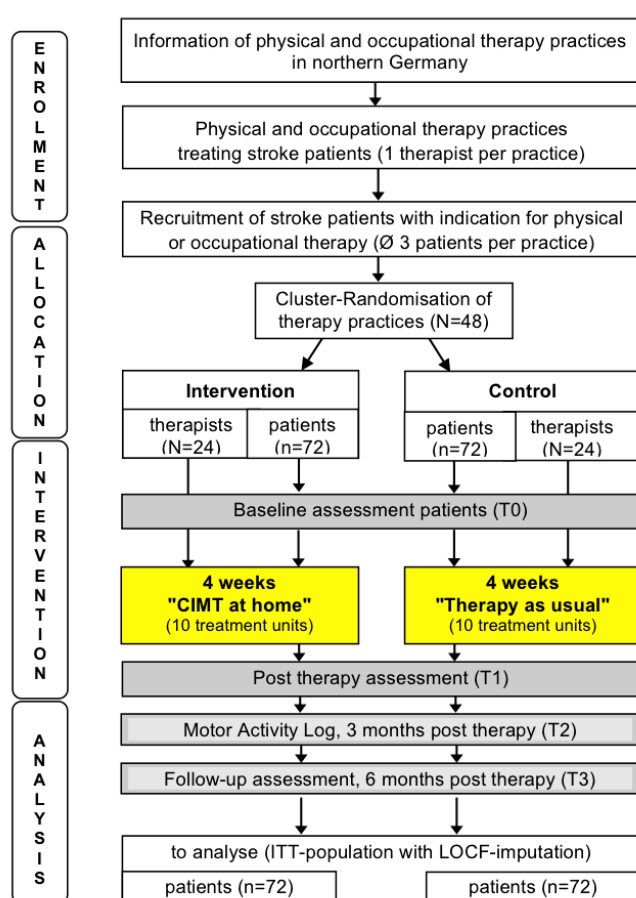 ENROLMENT
Information of physical and occupational therapy practices
in northern Germany
Physical and occupational therapy practices
treating stroke patients (1 therapist per practice)
Recruitment of stroke patients with indication for physical
or occupational therapy (Ø 3 patients per practice)
ALLOCATION
Cluster-Randomisation of
therapy practices (N=48)
Intervention
therapists
(N=24)
patients
(n=72)
Control
patients
(n=72)
therapists
(N=24)
INTERVENTION
Baseline assessment patients (T0)
4 weeks
"CIMT at home"
(10 treatment units)
4 weeks
"Therapy as usual"
(10 treatment units)
Post therapy assessment (T1)
ANALYSIS
Motor Activity Log, 3 months post therapy (T2)
Follow-up assessment, 6 months post therapy (T3)
to analyse (ITT-population with LOCF-imputation)
patients (n=72)
patients (n=72)